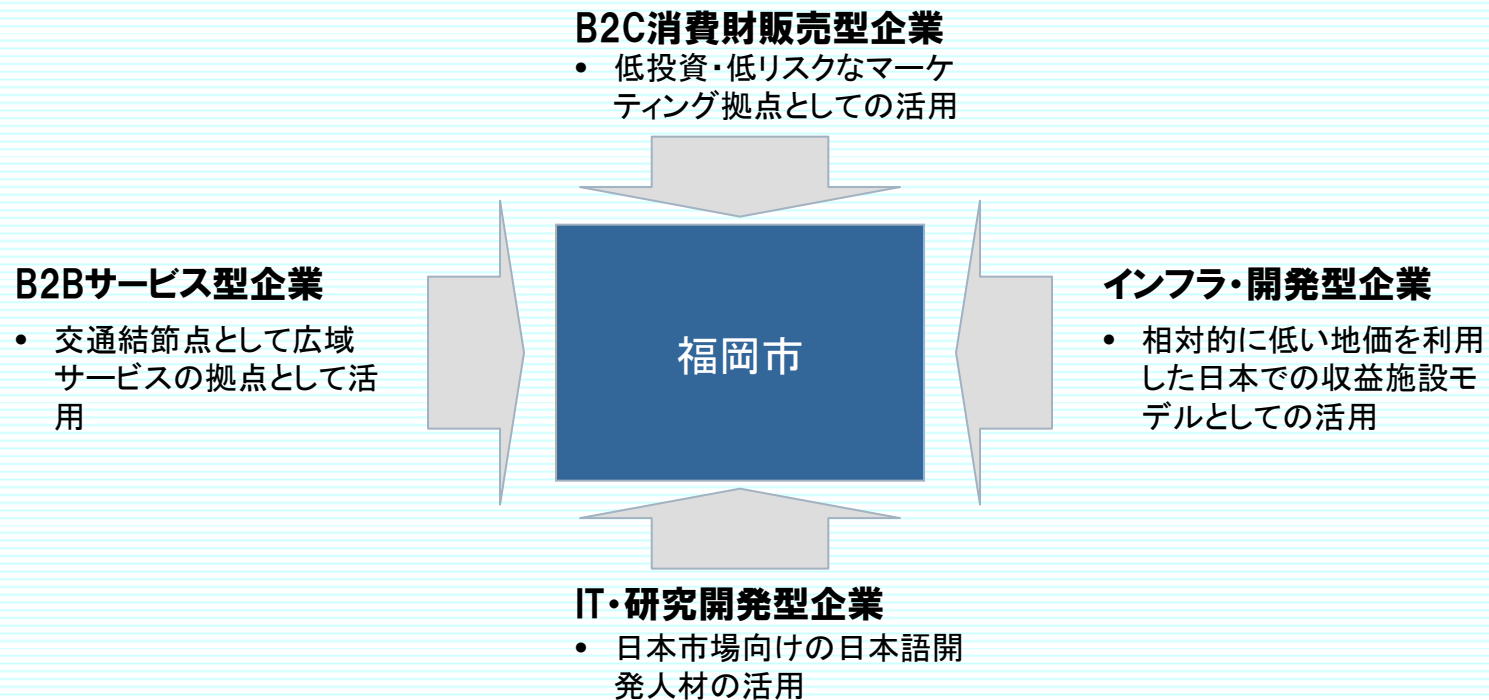 B2C消費財販売型企業
• 低投資・低リスクなマーケ
ティング拠点としての活用
B2Bサービス型企業
• 交通結節点として広域
サービスの拠点として活
用
福岡市
インフラ・開発型企業
• 相対的に低い地価を利用
した日本での収益施設モ
デルとしての活用
IT・研究開発型企業
• 日本市場向けの日本語開
発人材の活用